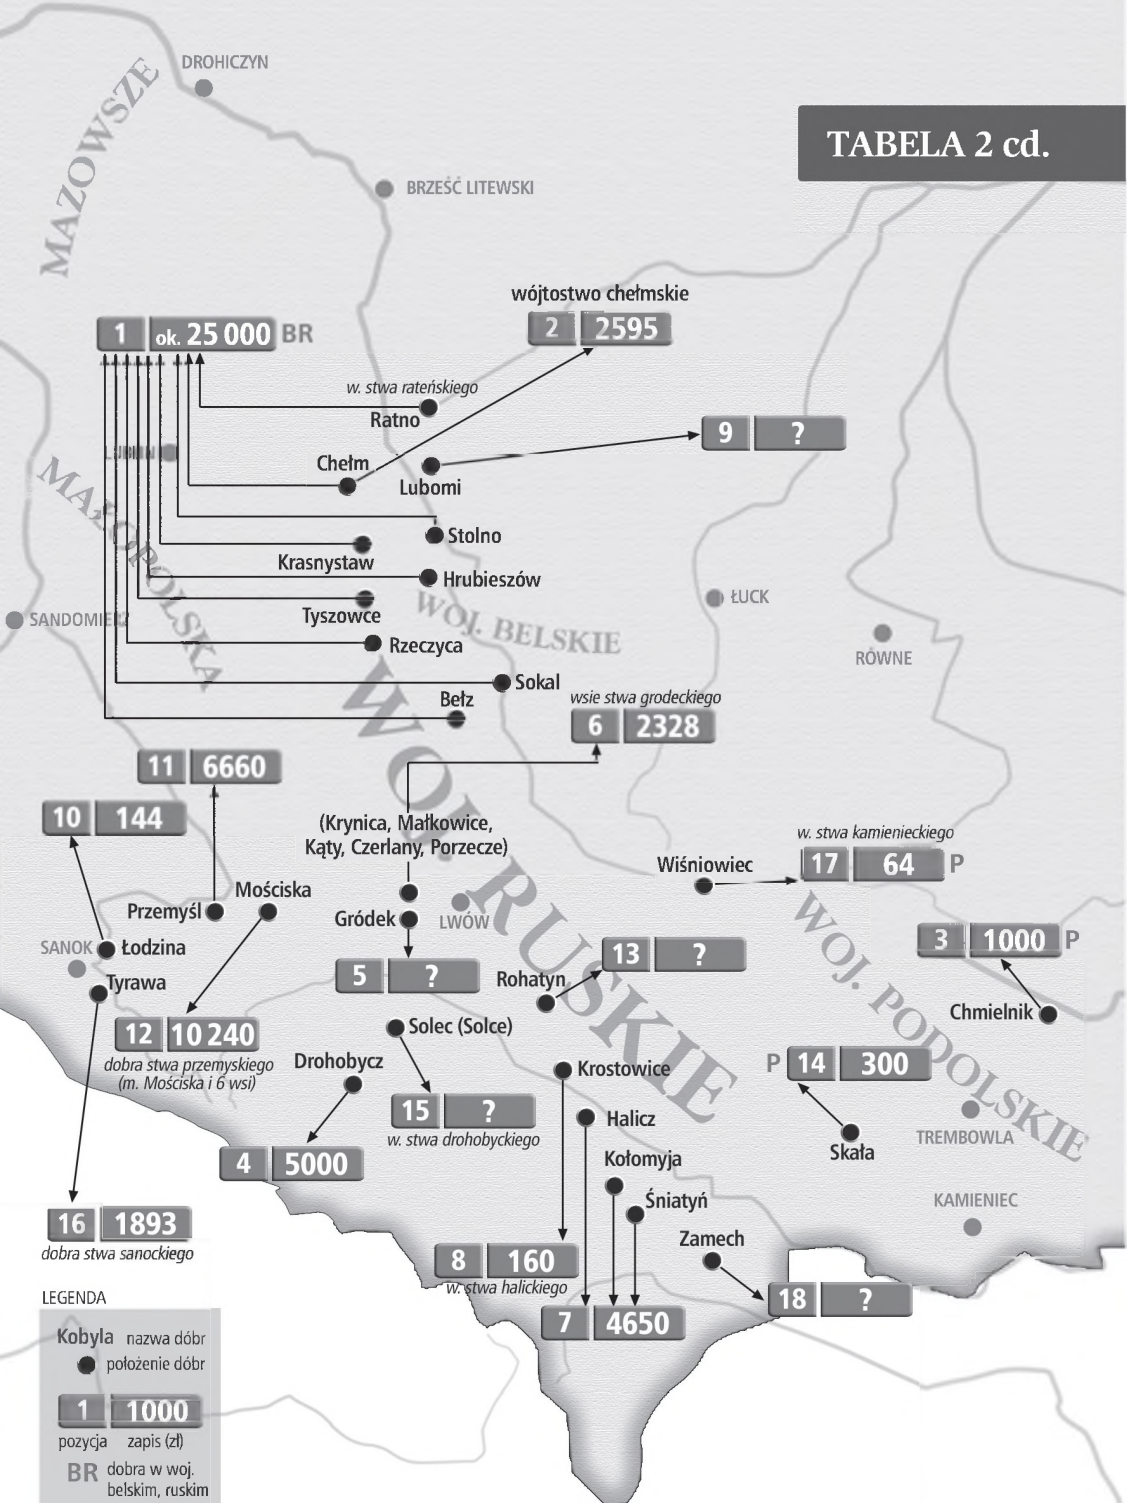 DROHICZYN
MAZOWSZE
TABELA 2 cd.
BRZEŚĆ LITEWSKI
wójtostwo chełmskie
1 ok. 25 000 BR
2 2595
w. stwa rateńskiego
Ratno
9 ?
LUBLIN
Chełm
Lubomi
MAŁOPOLSKA
Stolno
Krasnystaw
Hrubieszów
Tyszowce
WOJ. BELSKIE
ŁUCK
SANDOMIERZ
Rzeczyca
RÓWNE
Sokal
Bełz
wsie stwa grodeckiego
6 2328
WOJ. RUSKIE
11 6660
10 144
(Krynica, Małkowice,
Kąty, Czerlany, Porzecze)
w. stwa kamienieckiego
Wiśniowiec
17 64 P
Mościska
Przemyśl
Gródek
LWÓW
WOJ. PODOLSKIE
3 1000 P
SANOK
Łodzina
13 ?
5 ?
Rohatyn
Tyrawa
Chmielnik
12 10 240
Solec (Solce)
dobra stwa przemyskiego
(m. Mościska i 6 wsi)
Drohobycz
Krostowice
P 14 300
15 ?
w. stwa drohobyckiego
Halicz
TREMBOWLA
Skała
4 5000
Kołomyja
Śniatyń
KAMIENIEC
16 1893
dobra stwa sanockiego
Zamech
8 160
w. stwa halickiego
18 ?
7 4650
LEGENDA
Kobyla nazwa dóbr
położenie dóbr
1 1000
pozycja zapis (zł)
BR dobra w woj.
belskim, ruskim